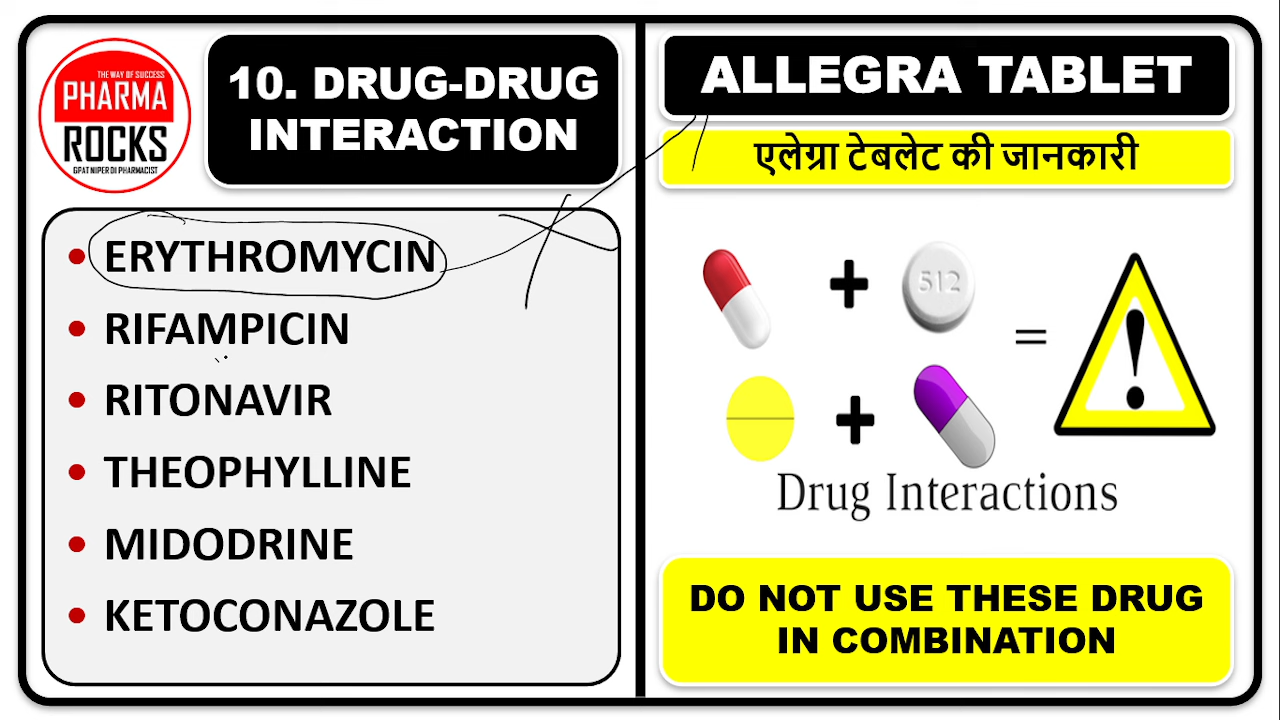 THE WAY OF SUCCESS
PHARMA
ROCKS
GPAT NIPER DI PHARMACIST
10. DRUG-DRUG
INTERACTION
• ERYTHROMYCIN
• RIFAMPICIN
• RITONAVIR
• THEOPHYLLINE
• MIDODRINE
• KETOCONAZOLE
ALLEGRA TABLET
एलेग्रा टेबलेट की जानकारी
+ 512 =
+
!
Drug Interactions
DO NOT USE THESE DRUG
IN COMBINATION